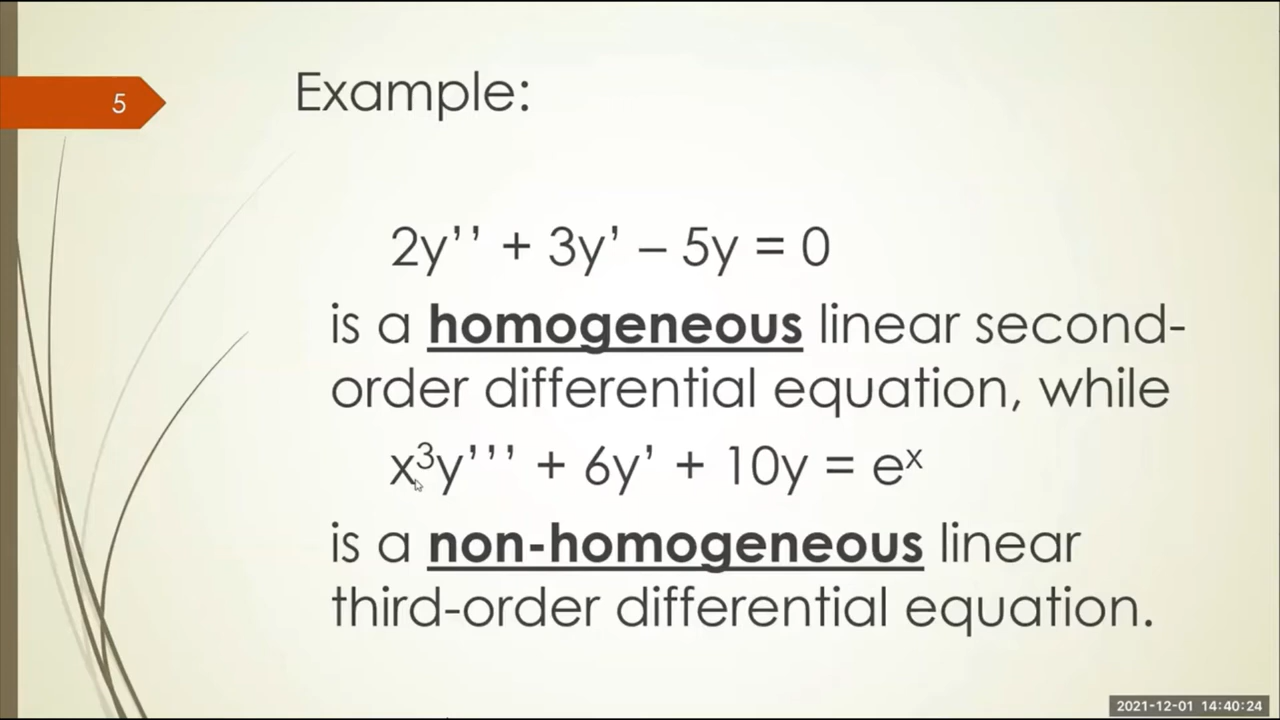 5
Example:
2y’’ + 3y’ – 5y = 0
is a homogeneous linear second-
order differential equation, while
x³y’’’ + 6y’ + 10y = eˣ
is a non-homogeneous linear
third-order differential equation.
2021-12-01 14:40:24